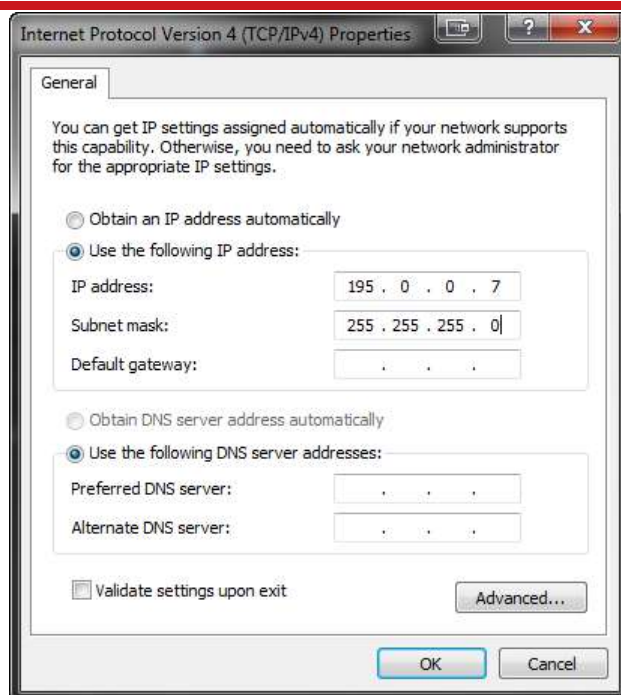 Internet Protocol Version 4 (TCP/IPv4) Properties
General
You can get IP settings assigned automatically if your network supports
this capability. Otherwise, you need to ask your network administrator
for the appropriate IP settings.
Obtain an IP address automatically
Use the following IP address:
IP address: 195 . 0 . 0 . 7
Subnet mask: 255 . 255 . 255 . 0
Default gateway: . . .
Obtain DNS server address automatically
Use the following DNS server addresses:
Preferred DNS server: . . .
Alternate DNS server: . . .
Validate settings upon exit
Advanced...
OK Cancel